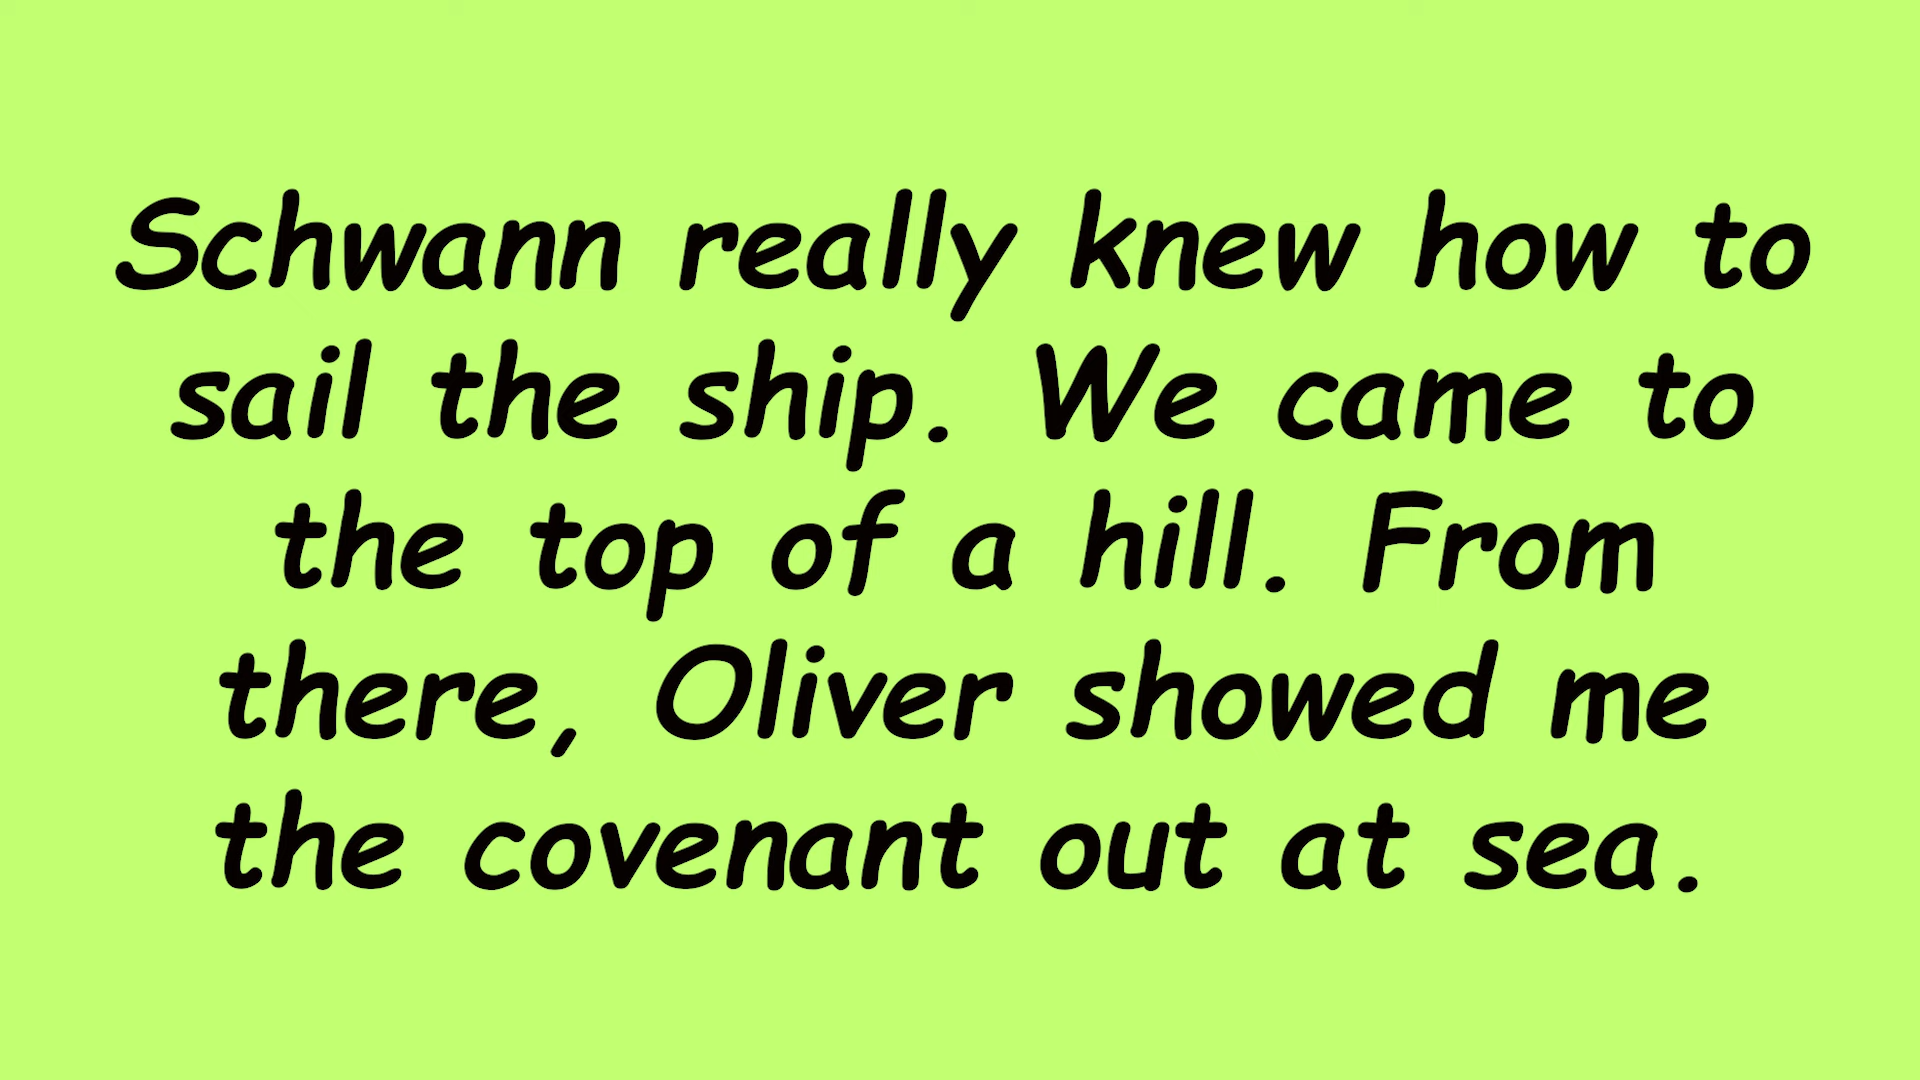 Schwann really knew how to
sail the ship. We came to
the top of a hill. From
there, Oliver showed me
the covenant out at sea.